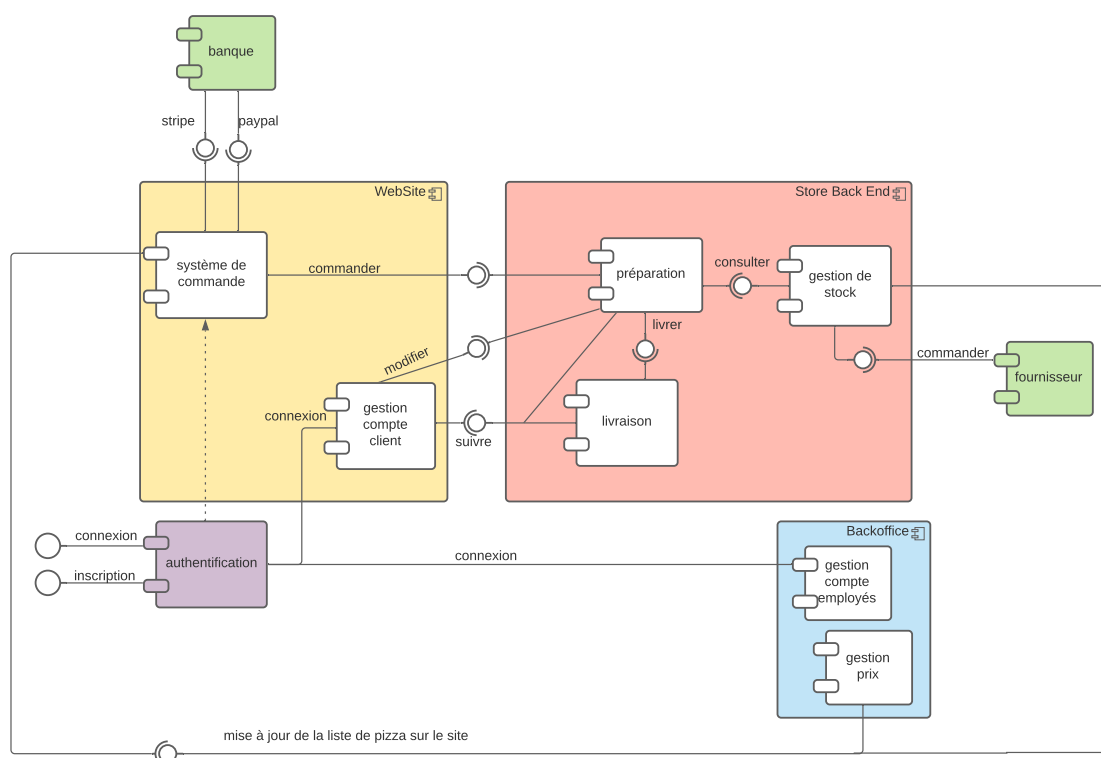 banque
stripe
paypal
WebSite
Store Back End
système de
commande
commander
préparation
consulter
gestion de
stock
livrer
modifier
commander
fournisseur
gestion
compte
client
connexion
suivre
livraison
connexion
inscription
authentification
connexion
Backoffice
gestion
compte
employés
gestion
prix
mise à jour de la liste de pizza sur le site